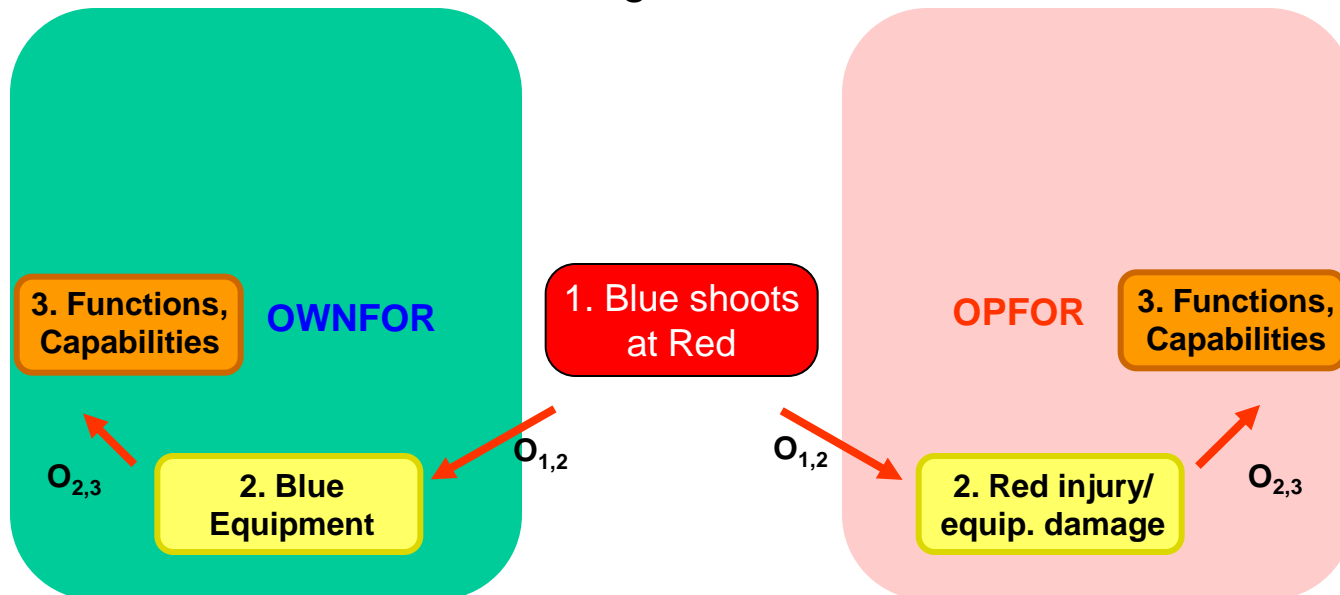 3. Functions,
Capabilities
OWNFOR
1. Blue shoots
at Red
OPFOR
3. Functions,
Capabilities
O2,3
2. Blue
Equipment
O1,2
O1,2
2. Red injury/
equip. damage
O2,3